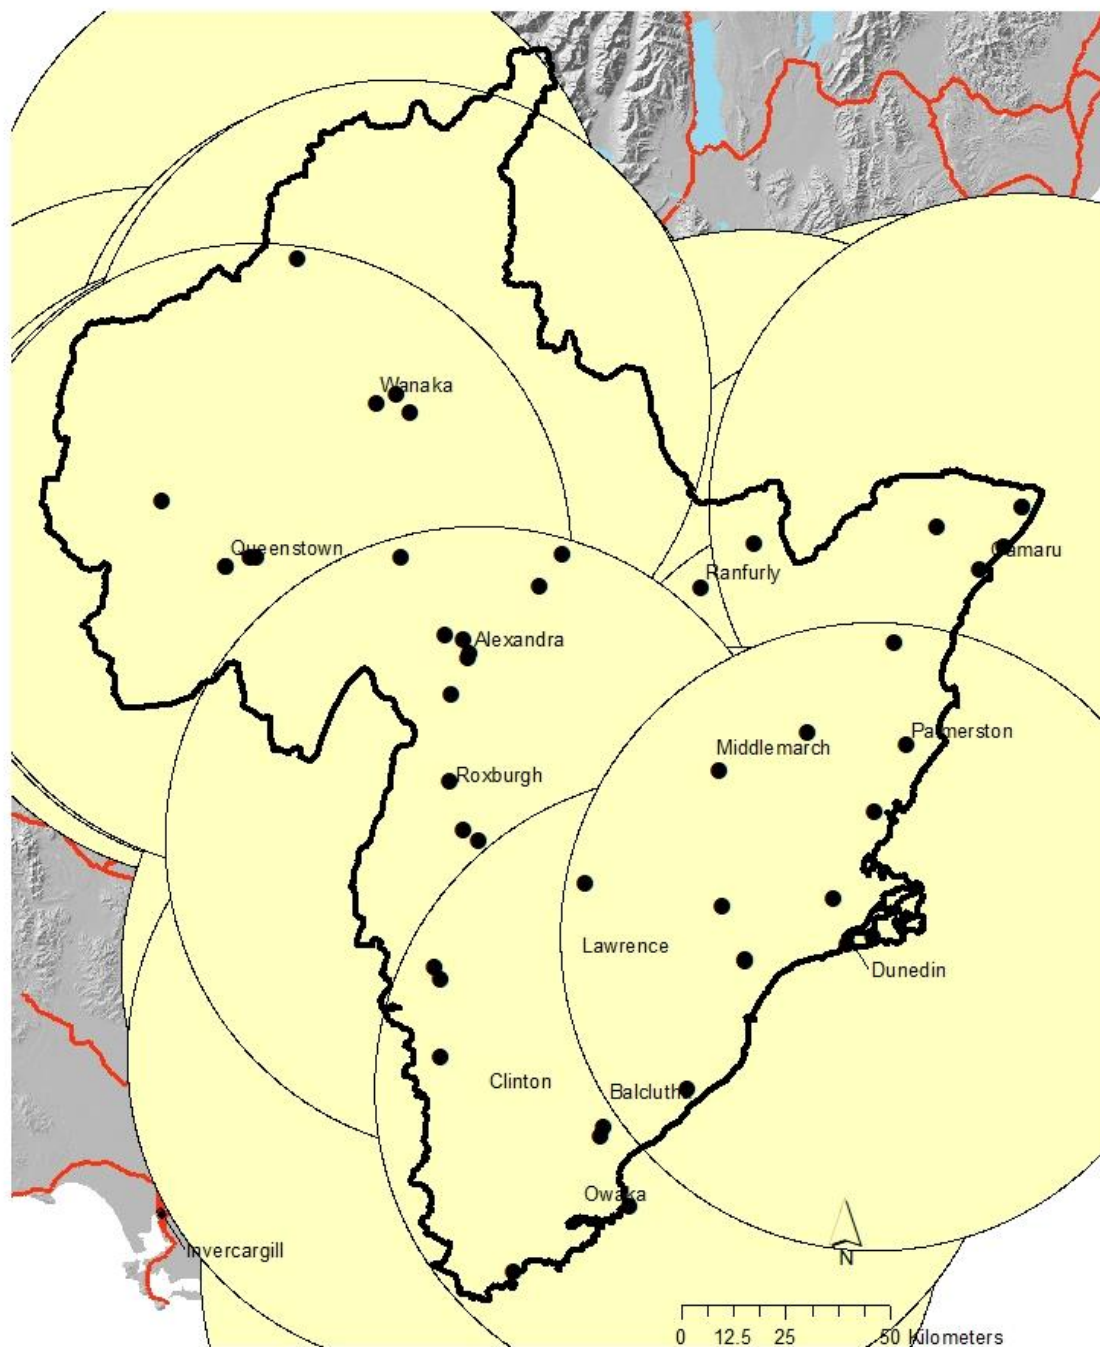 Wanaka
Queenstown
Oamaru
Ranfurly
Alexandra
Palmerston
Middlemarch
Roxburgh
Lawrence
Dunedin
Clinton
Balclutha
Owaka
Invercargill
N
0 12.5 25 50 Kilometers